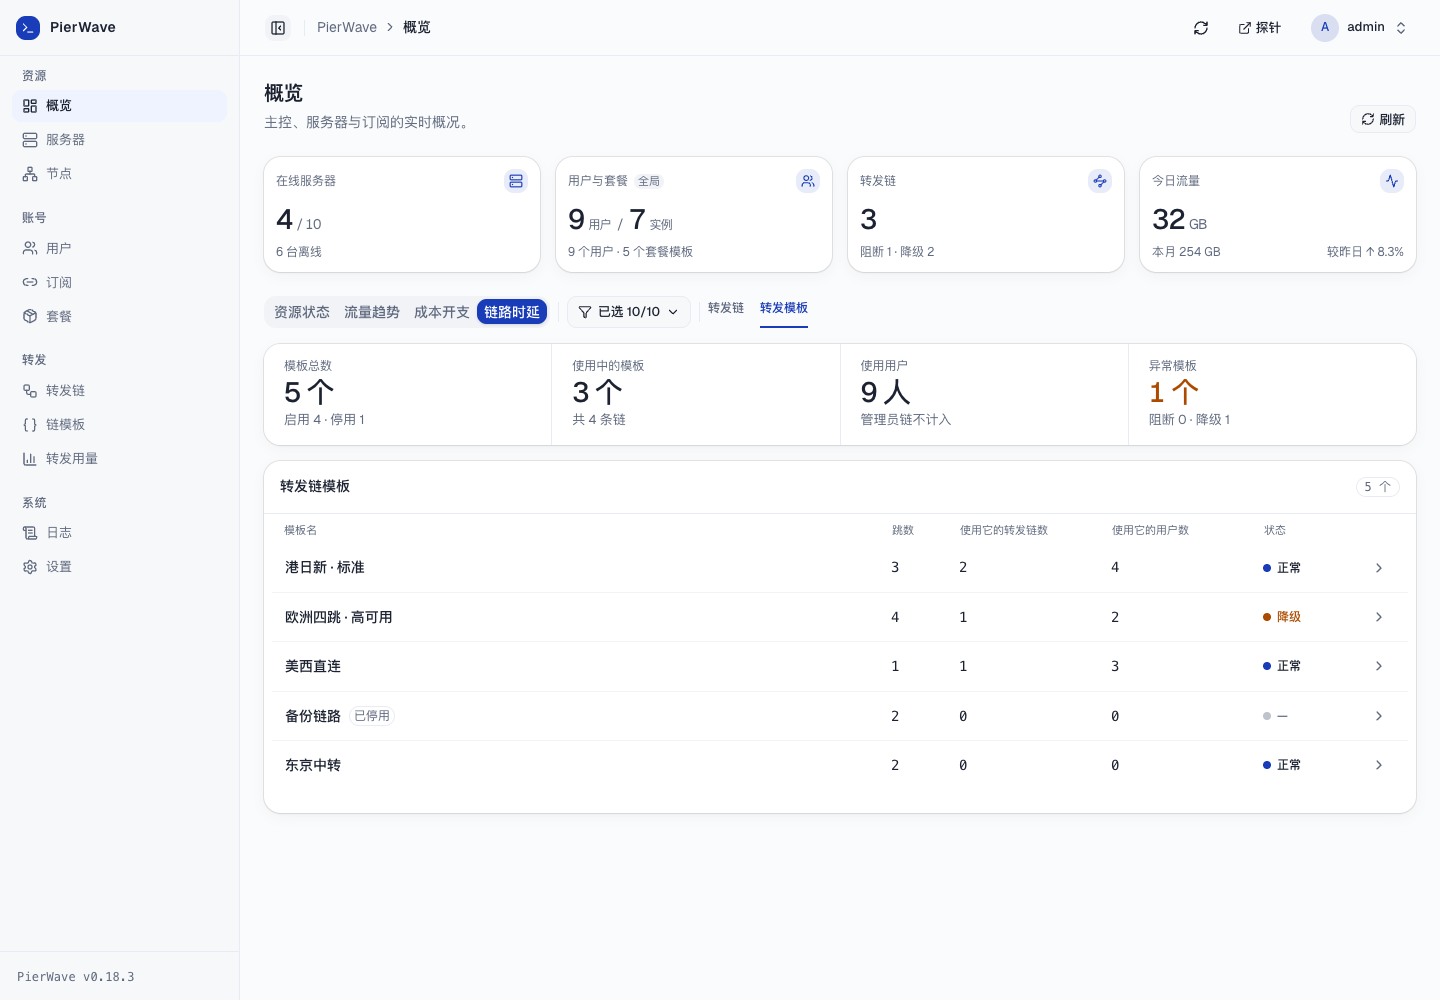 PierWave
PierWave > 概览
探针
A admin
资源
概览
服务器
节点
账号
用户
订阅
套餐
转发
转发链
链模板
转发用量
系统
日志
设置
PierWave v0.18.3
概览
主控、服务器与订阅的实时概况。
刷新
在线服务器
4 / 10
6 台离线
用户与套餐 全局
9 用户 / 7 实例
9 个用户 · 5 个套餐模板
转发链
3
阻断 1 · 降级 2
今日流量
32 GB
本月 254 GB 较昨日 ↑ 8.3%
资源状态 流量趋势 成本开支 链路时延 已选 10/10 转发链 转发模板
模板总数
5 个
启用 4 · 停用 1
使用中的模板
3 个
共 4 条链
使用用户
9 人
管理员链不计入
异常模板
1 个
阻断 0 · 降级 1
转发链模板 5 个
模板名 跳数 使用它的转发链数 使用它的用户数 状态
港日新 · 标准 3 2 4 正常
欧洲四跳 · 高可用 4 1 2 降级
美西直连 1 1 3 正常
备份链路 已停用 2 0 0 —
东京中转 2 0 0 正常